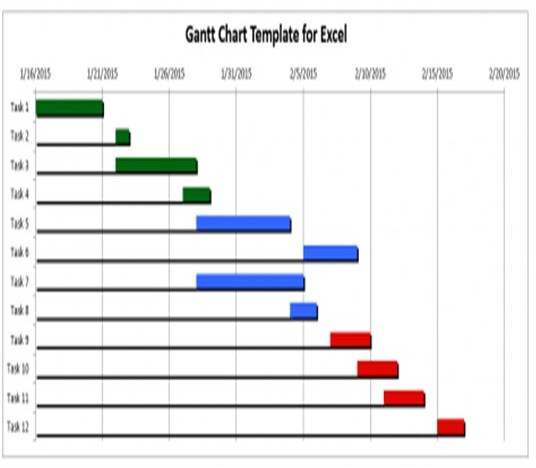 Gantt Chart Template for Excel
1/16/2015 1/21/2015 1/26/2015 1/31/2015 2/5/2015 2/10/2015 2/15/2015 2/20/2015
Task 1
Task 2
Task 3
Task 4
Task 5
Task 6
Task 7
Task 8
Task 9
Task 10
Task 11
Task 12